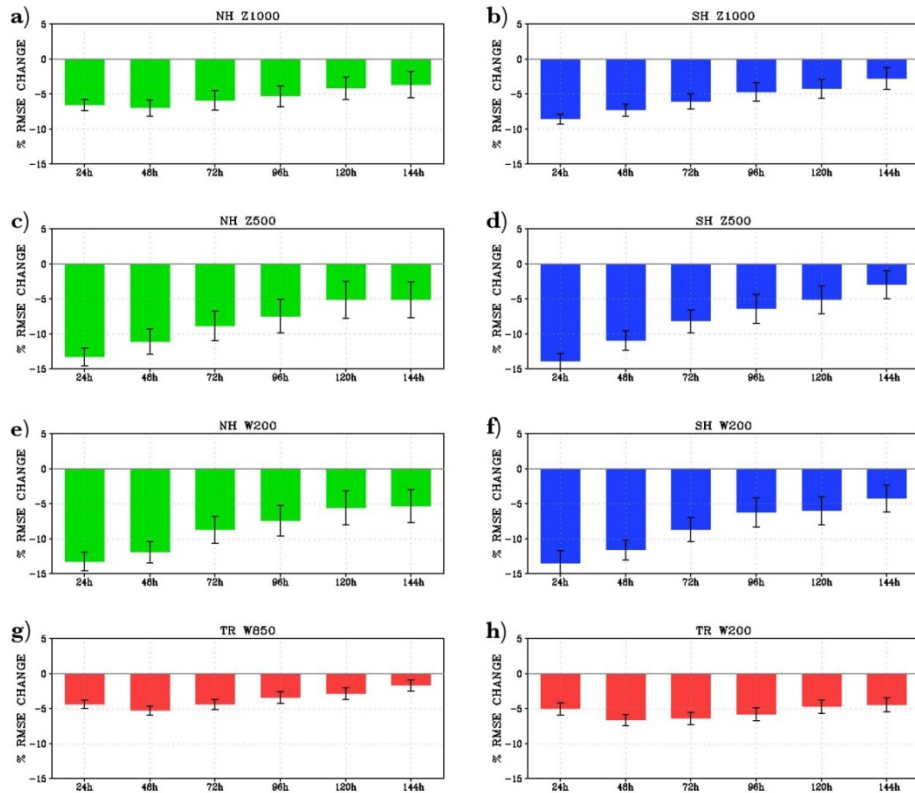 a) NH Z1000
% RMSE CHANGE
5
0
-5
-10
-15
24h 48h 72h 96h 120h 144h
b) SH Z1000
% RMSE CHANGE
5
0
-5
-10
-15
24h 48h 72h 96h 120h 144h
c) NH Z500
% RMSE CHANGE
5
0
-5
-10
-15
24h 48h 72h 96h 120h 144h
d) SH Z500
% RMSE CHANGE
5
0
-5
-10
-15
24h 48h 72h 96h 120h 144h
e) NH W200
% RMSE CHANGE
5
0
-5
-10
-15
24h 48h 72h 96h 120h 144h
f) SH W200
% RMSE CHANGE
5
0
-5
-10
-15
24h 48h 72h 96h 120h 144h
g) TR W850
% RMSE CHANGE
5
0
-5
-10
-15
24h 48h 72h 96h 120h 144h
h) TR W200
% RMSE CHANGE
5
0
-5
-10
-15
24h 48h 72h 96h 120h 144h